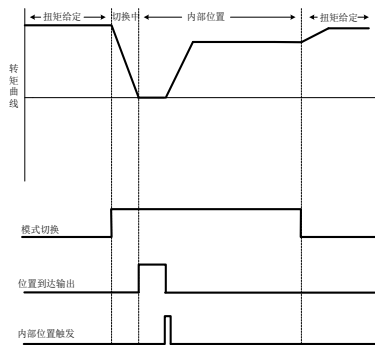 扭矩给定
切换中
内部位置
扭矩给定
转矩曲线
模式切换
位置到达输出
内部位置触发